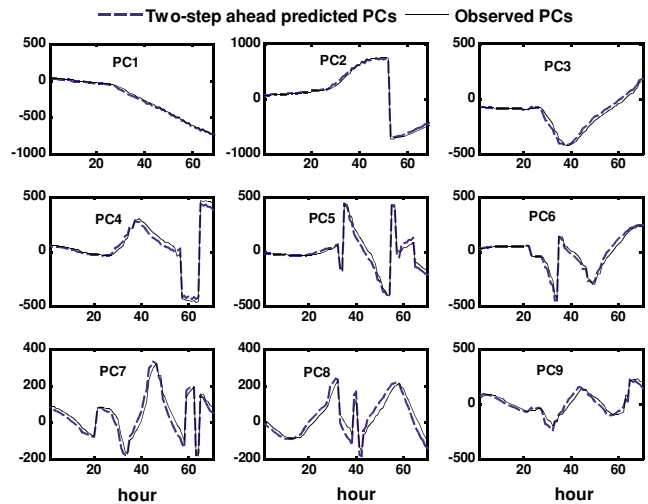 Two-step ahead predicted PCs Observed PCs
500 0 -500 -1000
PC1
20 40 60
1000 0 -1000
PC2
20 40 60
500 0 -500
PC3
20 40 60
500 0 -500
PC4
20 40 60
500 0 -500
PC5
20 40 60
500 0 -500
PC6
20 40 60
400 200 0 -200
PC7
20 40 60
hour
400 200 0 -200
PC8
20 40 60
hour
500 0 -500
PC9
20 40 60
hour